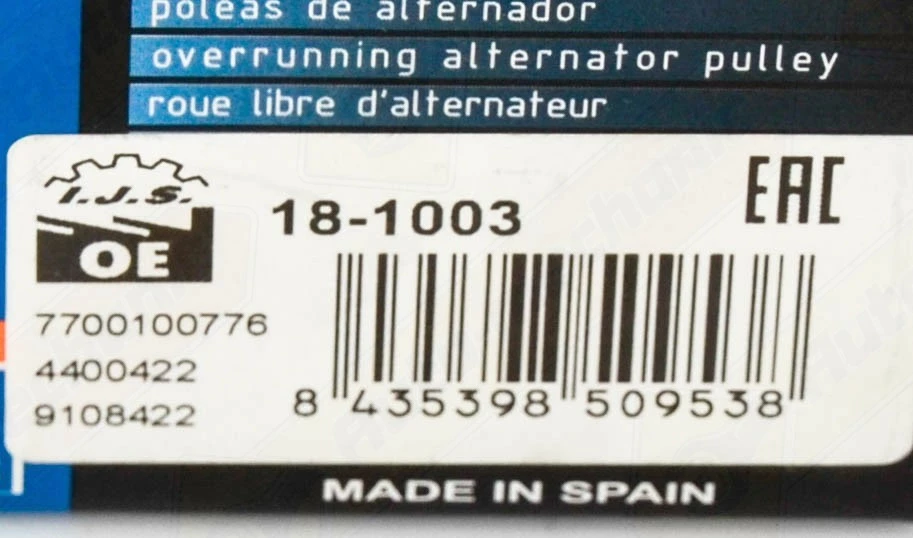 poleas de alternador
overrunning alternator pulley
roue libre d'alternateur
I.J.S.
OE
18-1003
EAC
7700100776
4400422
9108422
8 435398 509538
MADE IN SPAIN